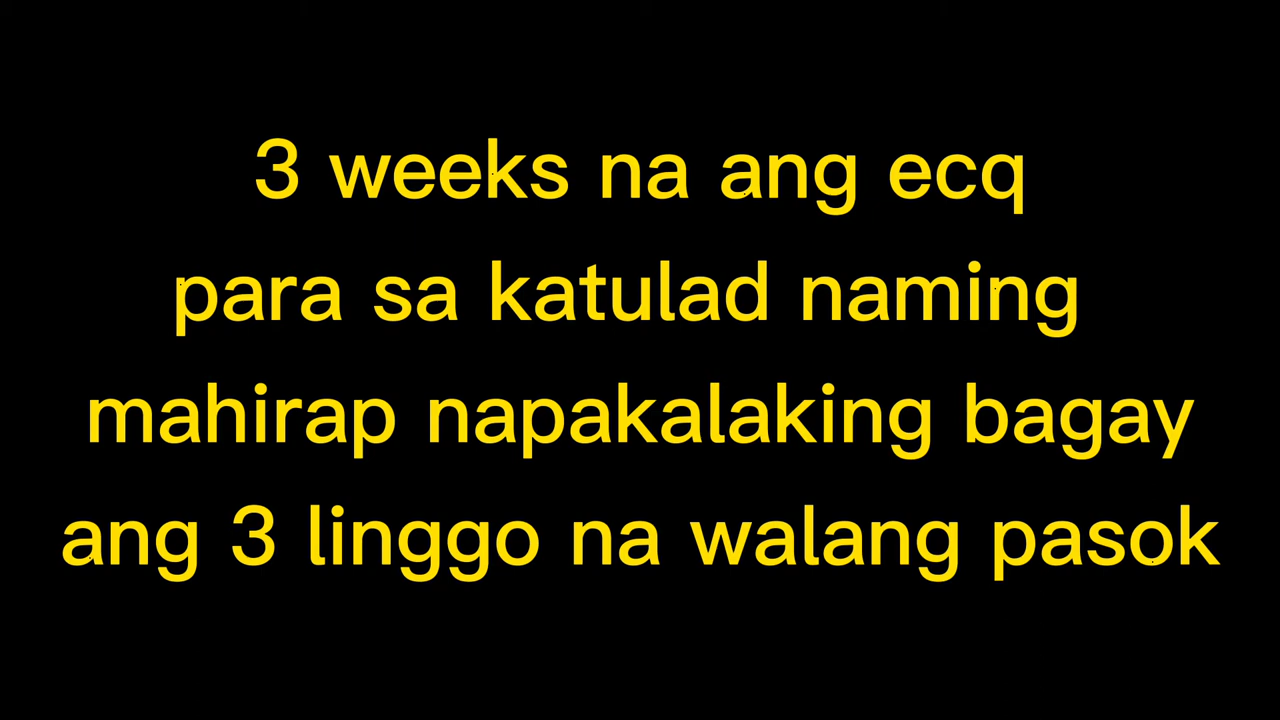 3 weeks na ang ecq
para sa katulad naming
mahirap napakalaking bagay
ang 3 linggo na walang pasok